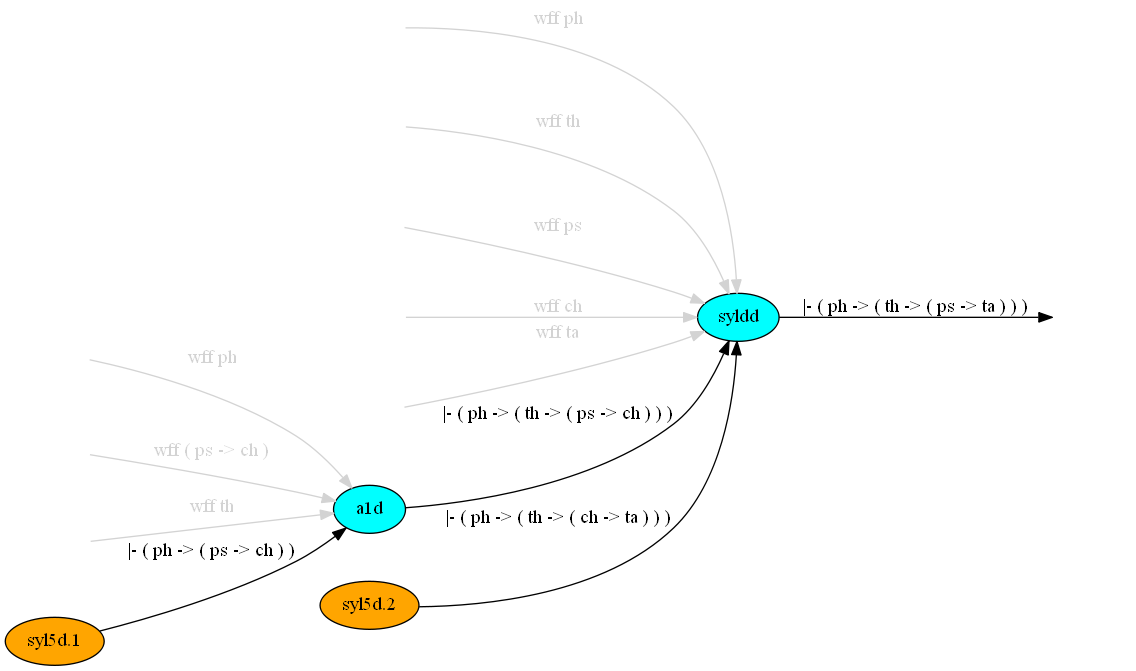 wff ph
wff th
wff ps
wff ch
syldd
|- ( ph -> ( th -> ( ps -> ta ) ) )
wff ta
wff ph
|- ( ph -> ( th -> ( ps -> ch ) ) )
wff ( ps -> ch )
wff th
a1d
|- ( ph -> ( th -> ( ch -> ta ) ) )
|- ( ph -> ( ps -> ch ) )
syl5d.2
syl5d.1